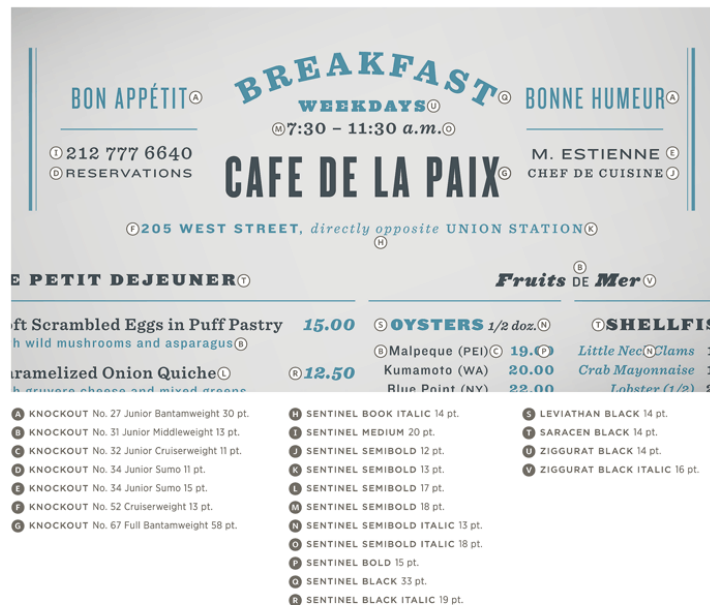 BREAKFAST Q
BON APPÉTIT A
WEEKDAYS U
BONNE HUMEUR A
M 7:30 – 11:30 a.m. O
I 212 777 6640
M. ESTIENNE E
D RESERVATIONS
CAFE DE LA PAIX G
CHEF DE CUISINE J
F 205 WEST STREET, directly opposite UNION STATION K
H
E PETIT DEJEUNER T
Fruits B DE Mer V
oft Scrambled Eggs in Puff Pastry 15.00
h wild mushrooms and asparagus B
aramelized Onion Quiche L R 12.50
h gruyere cheese and mixed greens
S OYSTERS 1/2 doz. N
B Malpeque (PEI) C 19.00 P
Kumamoto (WA) 20.00
Blue Point (NY) 22.00
T SHELLFIS
Little Neck N Clams
Crab Mayonnaise
Lobster (1/2)
A KNOCKOUT No. 27 Junior Bantamweight 30 pt.
B KNOCKOUT No. 31 Junior Middleweight 13 pt.
C KNOCKOUT No. 32 Junior Cruiserweight 11 pt.
D KNOCKOUT No. 34 Junior Sumo 11 pt.
E KNOCKOUT No. 34 Junior Sumo 15 pt.
F KNOCKOUT No. 52 Cruiserweight 13 pt.
G KNOCKOUT No. 67 Full Bantamweight 58 pt.
H SENTINEL BOOK ITALIC 14 pt.
I SENTINEL MEDIUM 20 pt.
J SENTINEL SEMIBOLD 12 pt.
K SENTINEL SEMIBOLD 13 pt.
L SENTINEL SEMIBOLD 17 pt.
M SENTINEL SEMIBOLD 18 pt.
N SENTINEL SEMIBOLD ITALIC 13 pt.
O SENTINEL SEMIBOLD ITALIC 18 pt.
P SENTINEL BOLD 15 pt.
Q SENTINEL BLACK 33 pt.
R SENTINEL BLACK ITALIC 19 pt.
S LEVIATHAN BLACK 14 pt.
T SARACEN BLACK 14 pt.
U ZIGGURAT BLACK 14 pt.
V ZIGGURAT BLACK ITALIC 16 pt.